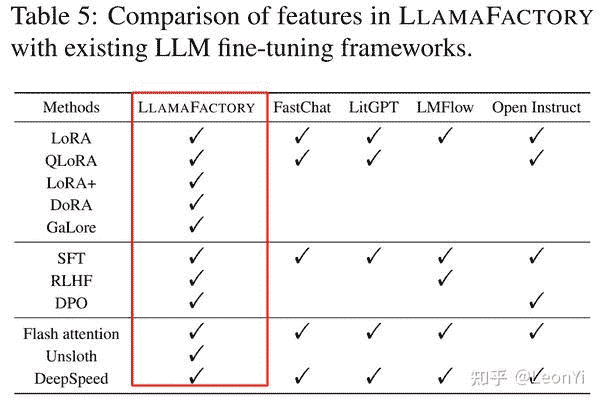 Table 5: Comparison of features in LLAMAFACTORY
with existing LLM fine-tuning frameworks.
Methods LLAMAFACTORY FastChat LitGPT LMFlow Open Instruct
LoRA ✓ ✓ ✓ ✓ ✓
QLoRA ✓ ✓ ✓ ✓
LoRA+ ✓
DoRA ✓
GaLore ✓
SFT ✓ ✓ ✓ ✓ ✓
RLHF ✓ ✓
DPO ✓ ✓
Flash attention ✓ ✓ ✓ ✓ ✓
Unsloth ✓
DeepSpeed ✓ ✓ ✓ ✓ ✓
知乎 @LeonYi